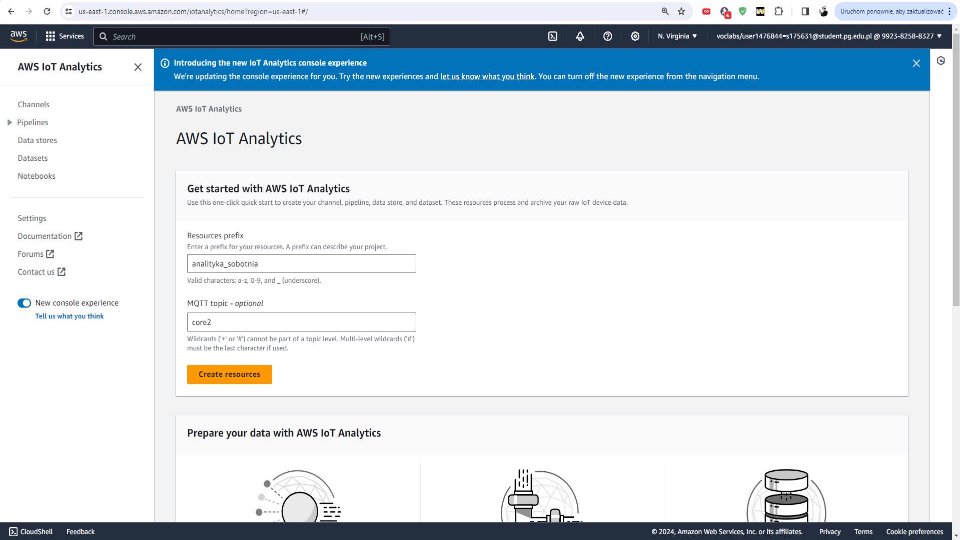 us-east-1.console.aws.amazon.com/iotanalytics/home?region=us-east-1#/
Uruchom ponownie, aby zaktualizować
aws
Services
Search
[Alt+S]
N. Virginia
voclabs/user1476844=s175631@student.pg.edu.pl @ 9923-8258-8327
AWS IoT Analytics
Channels
Pipelines
Data stores
Datasets
Notebooks
Settings
Documentation
Forums
Contact us
New console experience
Tell us what you think
Introducing the new IoT Analytics console experience
We're updating the console experience for you. Try the new experiences and let us know what you think. You can turn off the new experience from the navigation menu.
AWS IoT Analytics
AWS IoT Analytics
Get started with AWS IoT Analytics
Use this one-click quick start to create your channel, pipeline, data store, and dataset. These resources process and archive your raw IoT device data.
Resources prefix
Enter a prefix for your resources. A prefix can describe your project.
analityka_sobotnia
Valid characters: a-z, 0-9, and _ (underscore).
MQTT topic - optional
core2
Wildcards ('+' or '#') cannot be part of a topic level. Multi-level wildcards ('#')
must be the last character if used.
Create resources
Prepare your data with AWS IoT Analytics
CloudShell
Feedback
© 2024, Amazon Web Services, Inc. or its affiliates.
Privacy
Terms
Cookie preferences